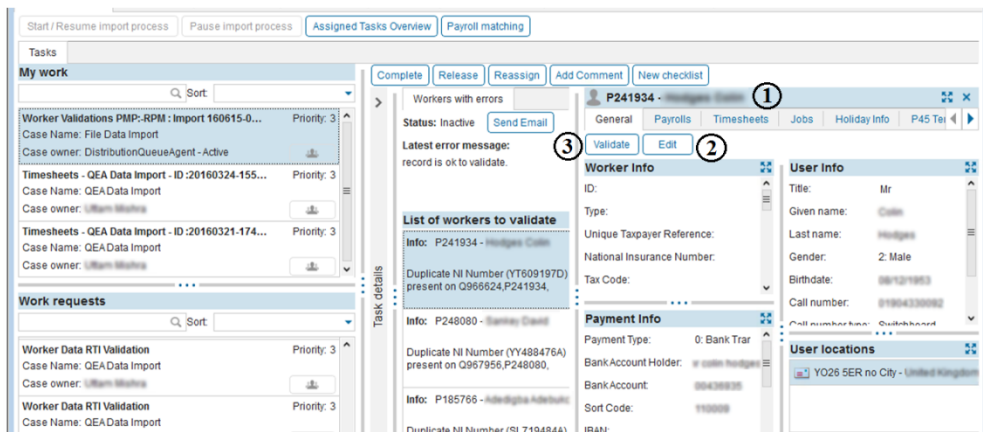 Start / Resume import process Pause import process Assigned Tasks Overview Payroll matching
Tasks
My work
Sort:
Worker Validations PMP:-RPM : Import 160615-0... Priority: 3
Case Name: File Data Import
Case owner: DistributionQueueAgent - Active
Timesheets - QEA Data Import - ID :20160324-155... Priority: 3
Case Name: QEA Data Import
Case owner:
Timesheets - QEA Data Import - ID :20160321-174... Priority: 3
Case Name: QEA Data Import
Case owner:
Work requests
Sort:
Worker Data RTI Validation Priority: 3
Case Name: QEA Data Import
Case owner:
Worker Data RTI Validation Priority: 3
Case Name: QEA Data Import
Task details
Complete Release Reassign Add Comment New checklist
Workers with errors
Status: Inactive Send Email
Latest error message:
record is ok to validate.
List of workers to validate
Info: P241934 -
Duplicate NI Number (YT609197D)
present on Q966624,P241934,
Info: P248080 -
Duplicate NI Number (YY488476A)
present on Q967956,P248080,
Info: P185766 -
Duplicate NI Number (SL719484A)
P241934 - 1
General Payrolls Timesheets Jobs Holiday Info P45 Ter
3 Validate Edit 2
Worker Info
ID:
Type:
Unique Taxpayer Reference:
National Insurance Number:
Tax Code:
Payment Info
Payment Type: 0: Bank Trar
Bank Account Holder:
Bank Account:
Sort Code:
IBAN:
User Info
Title: Mr
Given name:
Last name:
Gender: 2: Male
Birthdate:
Call number:
Call number type: Switchboard
User locations
YO26 5ER no City -